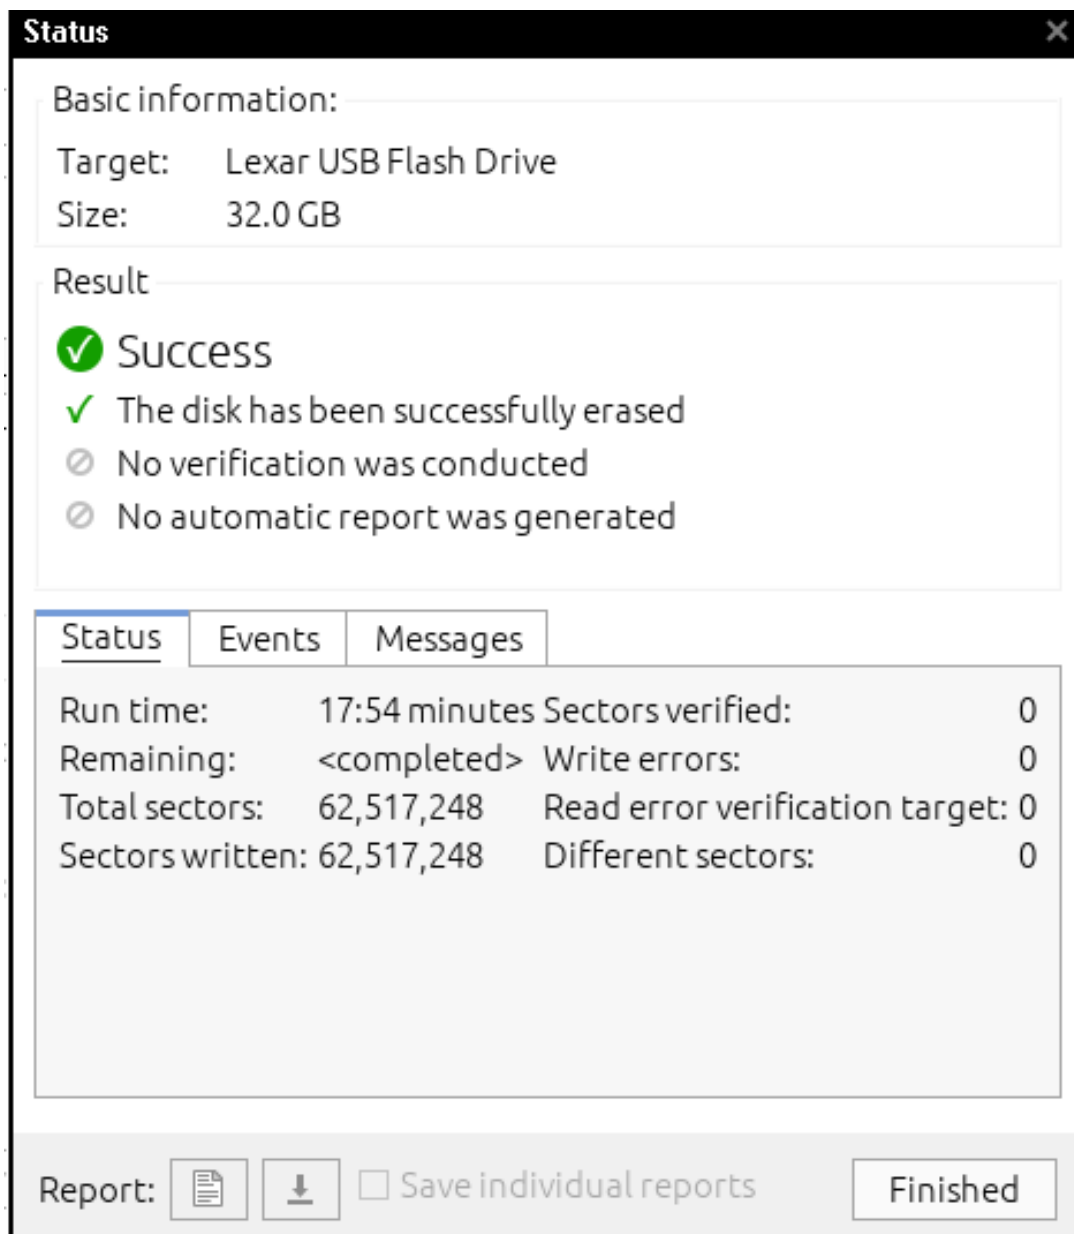 Status
Basic information:
Target: Lexar USB Flash Drive
Size: 32.0 GB
Result
Success
The disk has been successfully erased
No verification was conducted
No automatic report was generated
Status Events Messages
Run time: 17:54 minutes Sectors verified: 0
Remaining: <completed> Write errors: 0
Total sectors: 62,517,248 Read error verification target: 0
Sectors written: 62,517,248 Different sectors: 0
Report: Save individual reports Finished